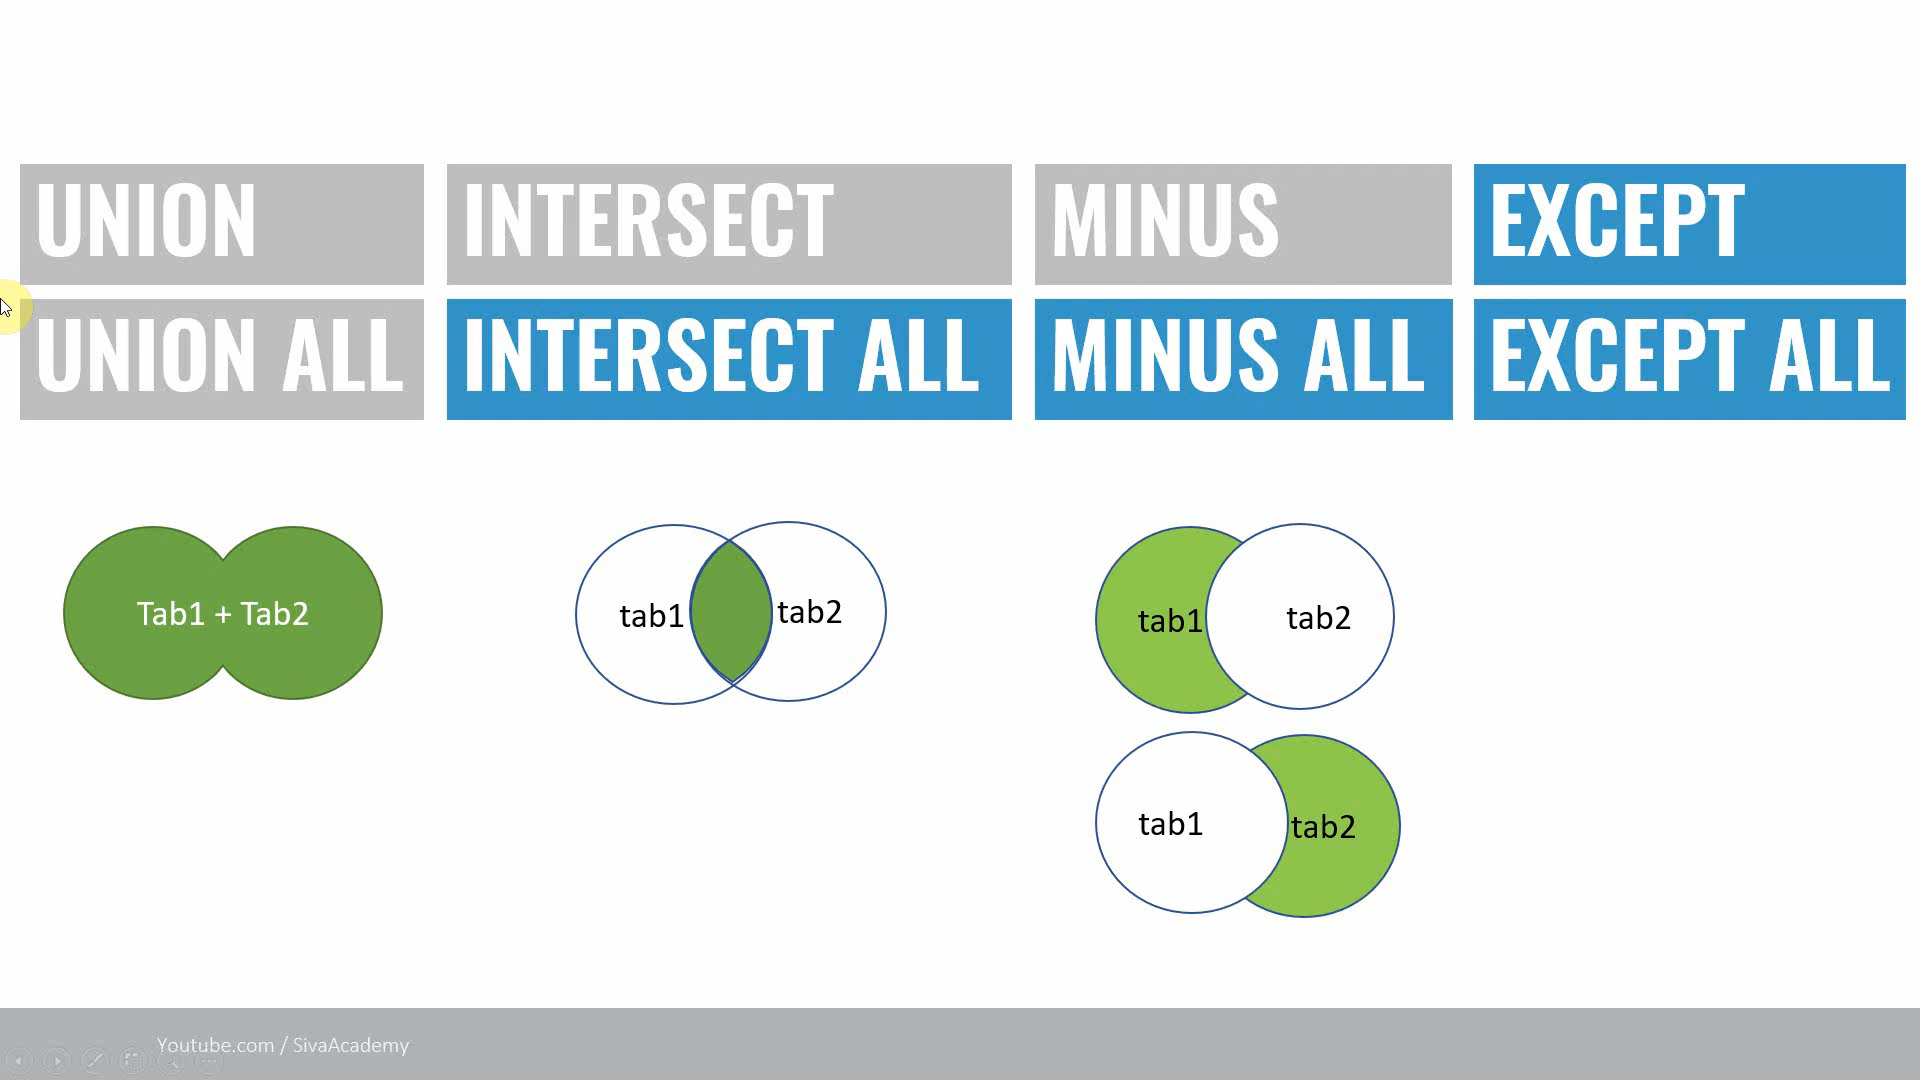 UNION
INTERSECT
MINUS
EXCEPT
UNION ALL
INTERSECT ALL
MINUS ALL
EXCEPT ALL
Tab1 + Tab2
tab1
tab2
tab1
tab2
tab1
tab2
Youtube.com / SivaAcademy